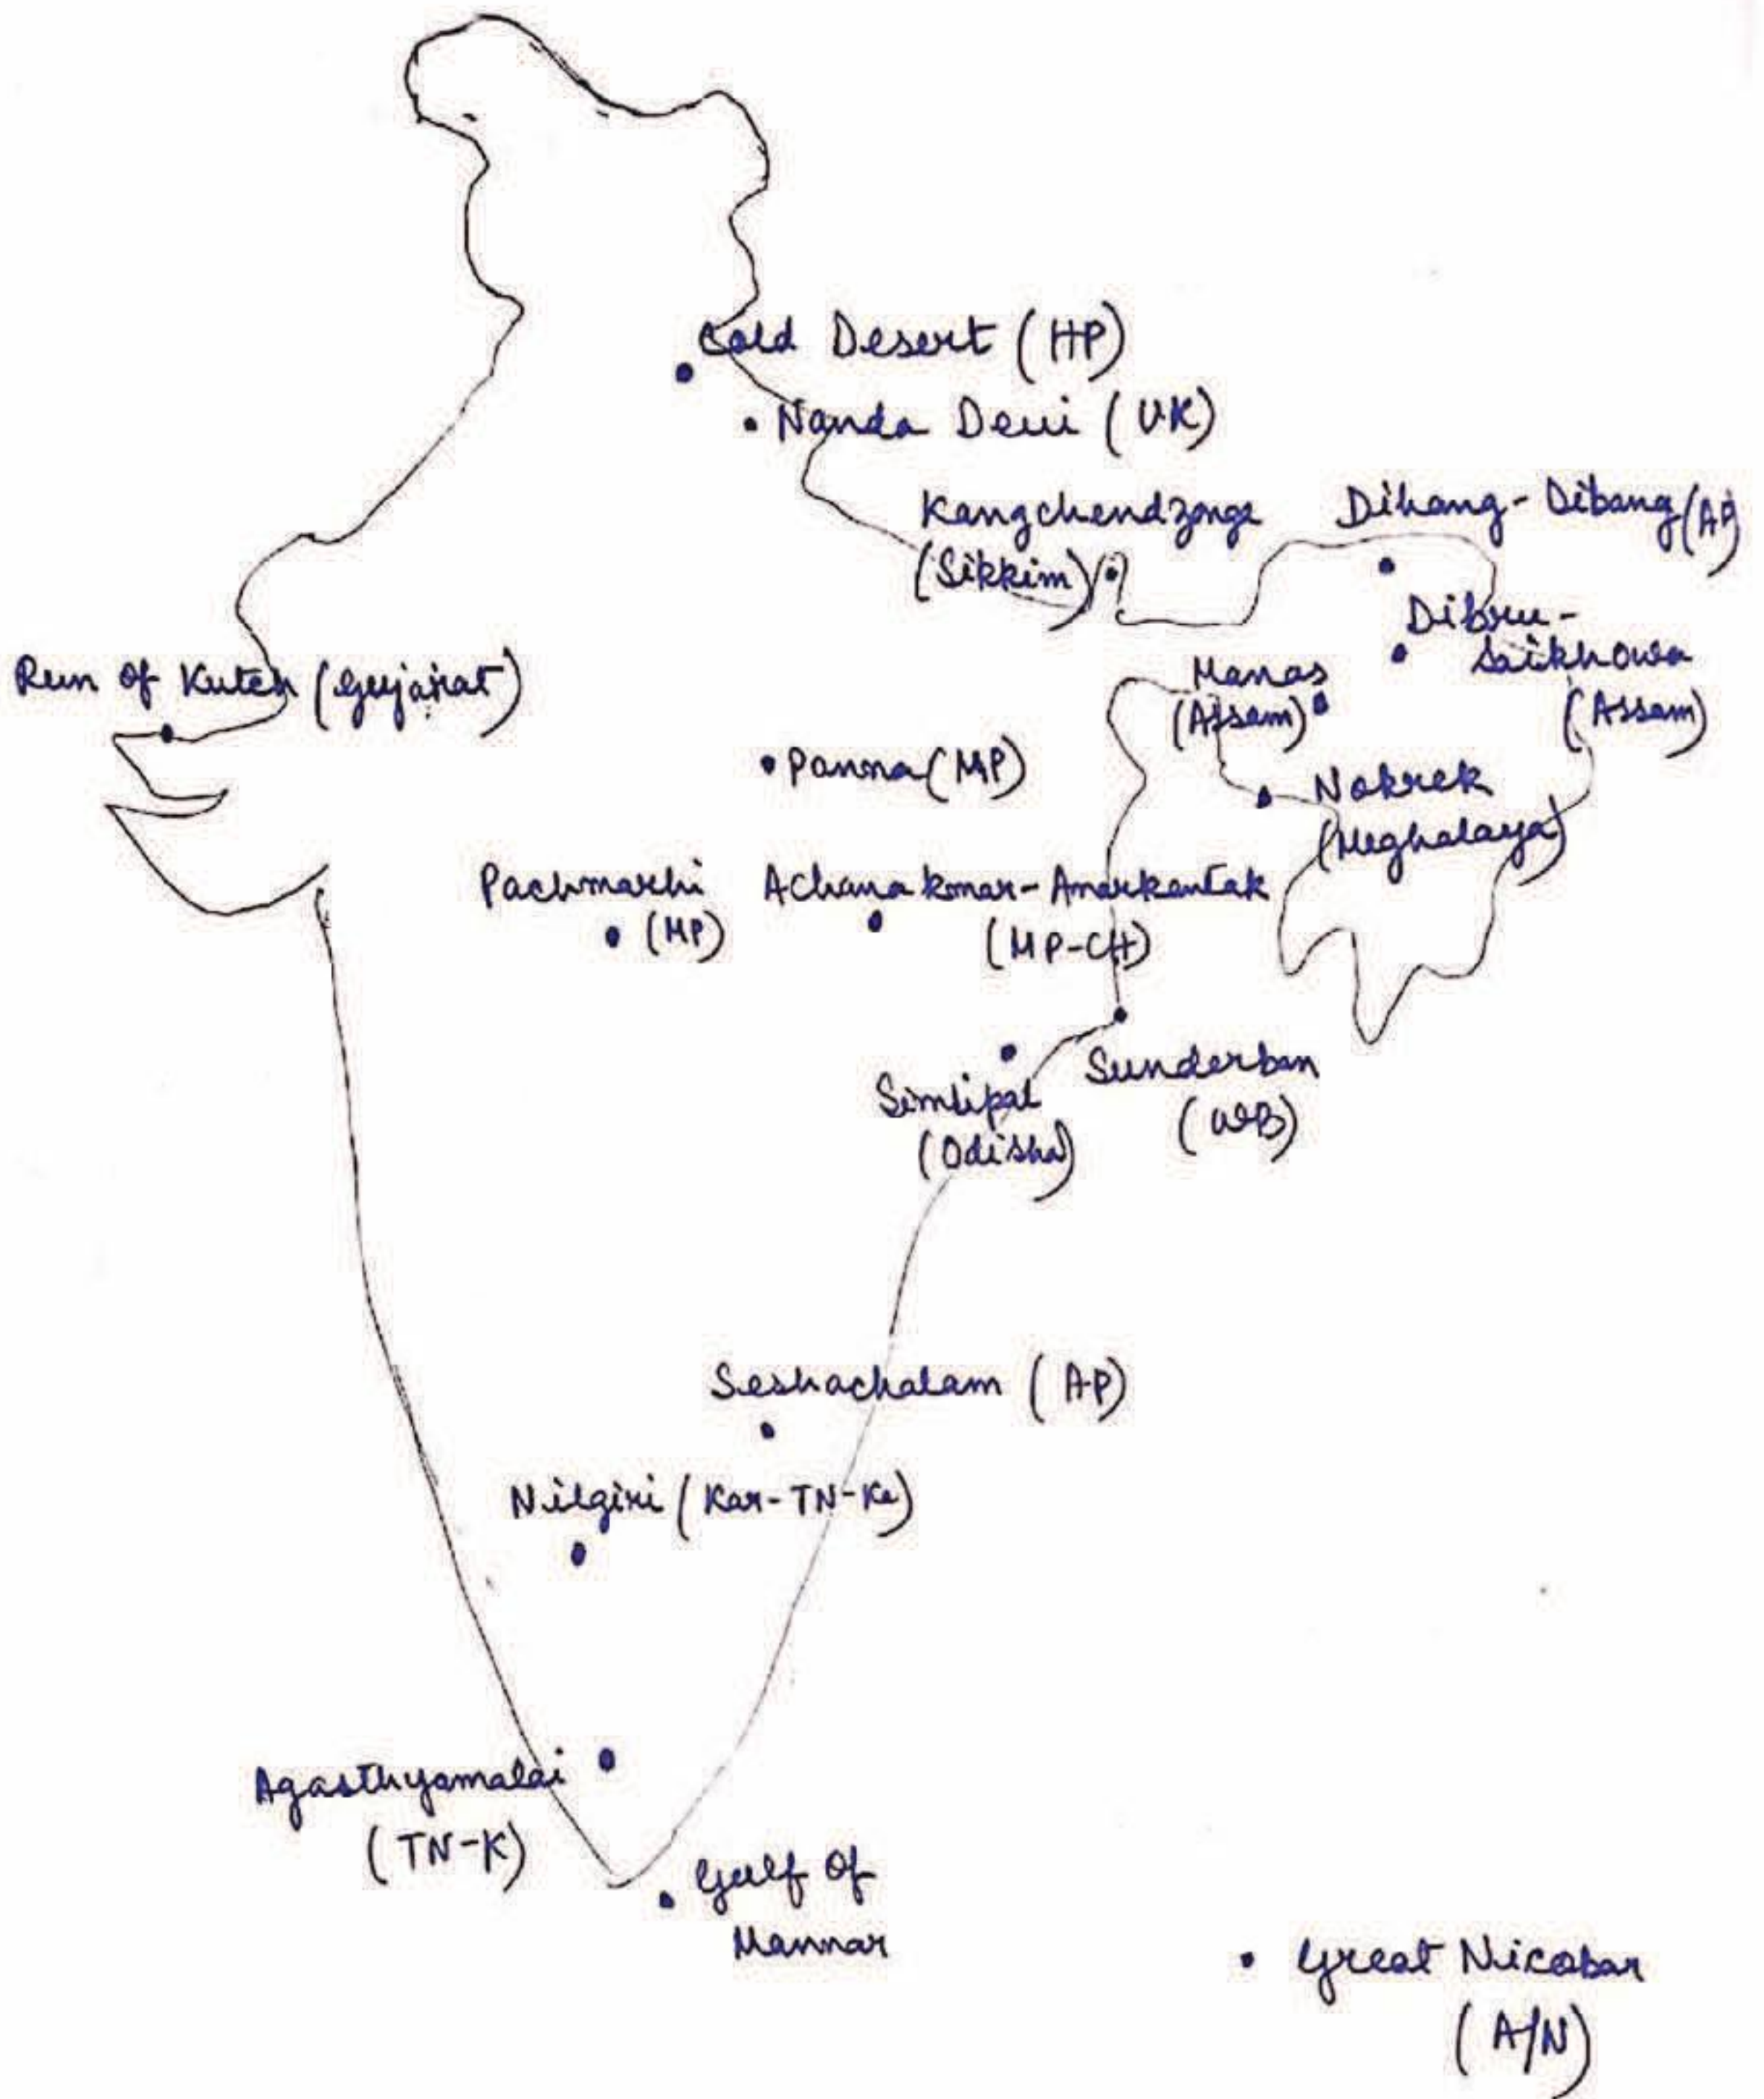 Cold Desert (HP)
Nanda Devi (UK)
Kangchendzonga
(Sikkim)
Dihang-Dibang (AP)
Dibru-
Saikhowa
(Assam)
Manas
(Assam)
Run Of Kutch (Gujarat)
Panna (MP)
Nokrek
(Meghalaya)
Pachmarhi
(MP)
Achanakmar-Amarkantak
(MP-CH)
Sunderban
(WB)
Simlipal
(Odisha)
Seshachalam (AP)
Nilgiri (Kar-TN-Ke)
Agasthyamalai
(TN-K)
Gulf Of
Mannar
Great Nicobar
(A/N)